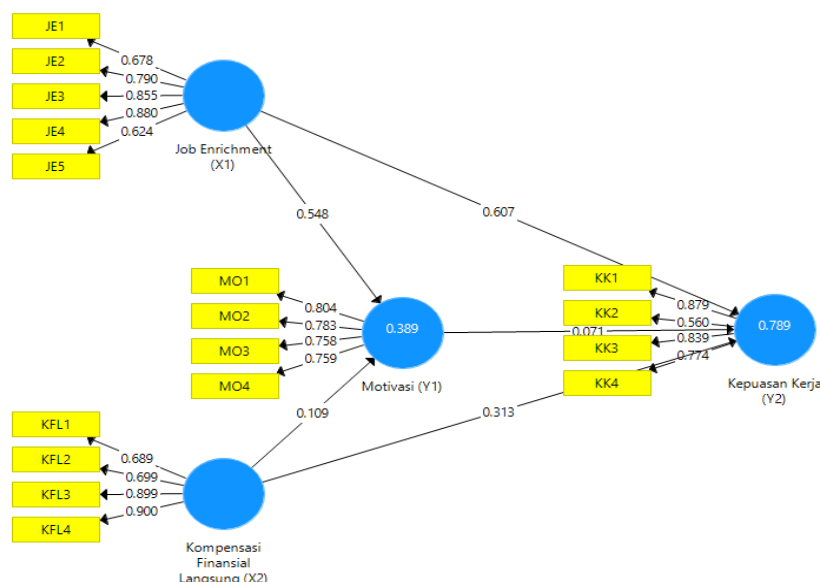 JE1
JE2
JE3
JE4
JE5
0.678
0.790
0.855
0.880
0.624
Job Enrichment
(X1)
0.548
0.607
MO1
MO2
MO3
MO4
0.804
0.783
0.758
0.759
0.389
Motivasi (Y1)
0.071
KK1
KK2
KK3
KK4
0.879
0.560
0.839
0.774
0.789
Kepuasan Kerja
(Y2)
0.109
0.313
KFL1
KFL2
KFL3
KFL4
0.689
0.699
0.899
0.900
Kompensasi
Finansial
Langsung (X2)